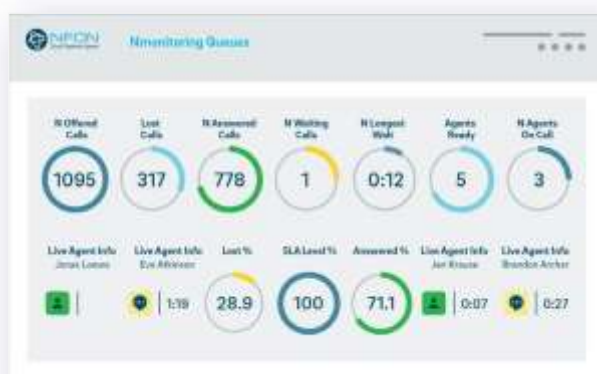 NFON
Nmonitoring Queues
N Offered Calls
Lost Calls
N Answered Calls
N Waiting Calls
N Longest Wait
Agents Ready
N Agents On Call
1095
317
778
1
0:12
5
3
Live Agent Info
Jonas Loewe
Live Agent Info
Eve Atkinson
Lost %
SLA Level %
Answered %
Live Agent Info
Jen Krause
Live Agent Info
Brandon Archer
1:19
28.9
100
71.1
0:07
0:27